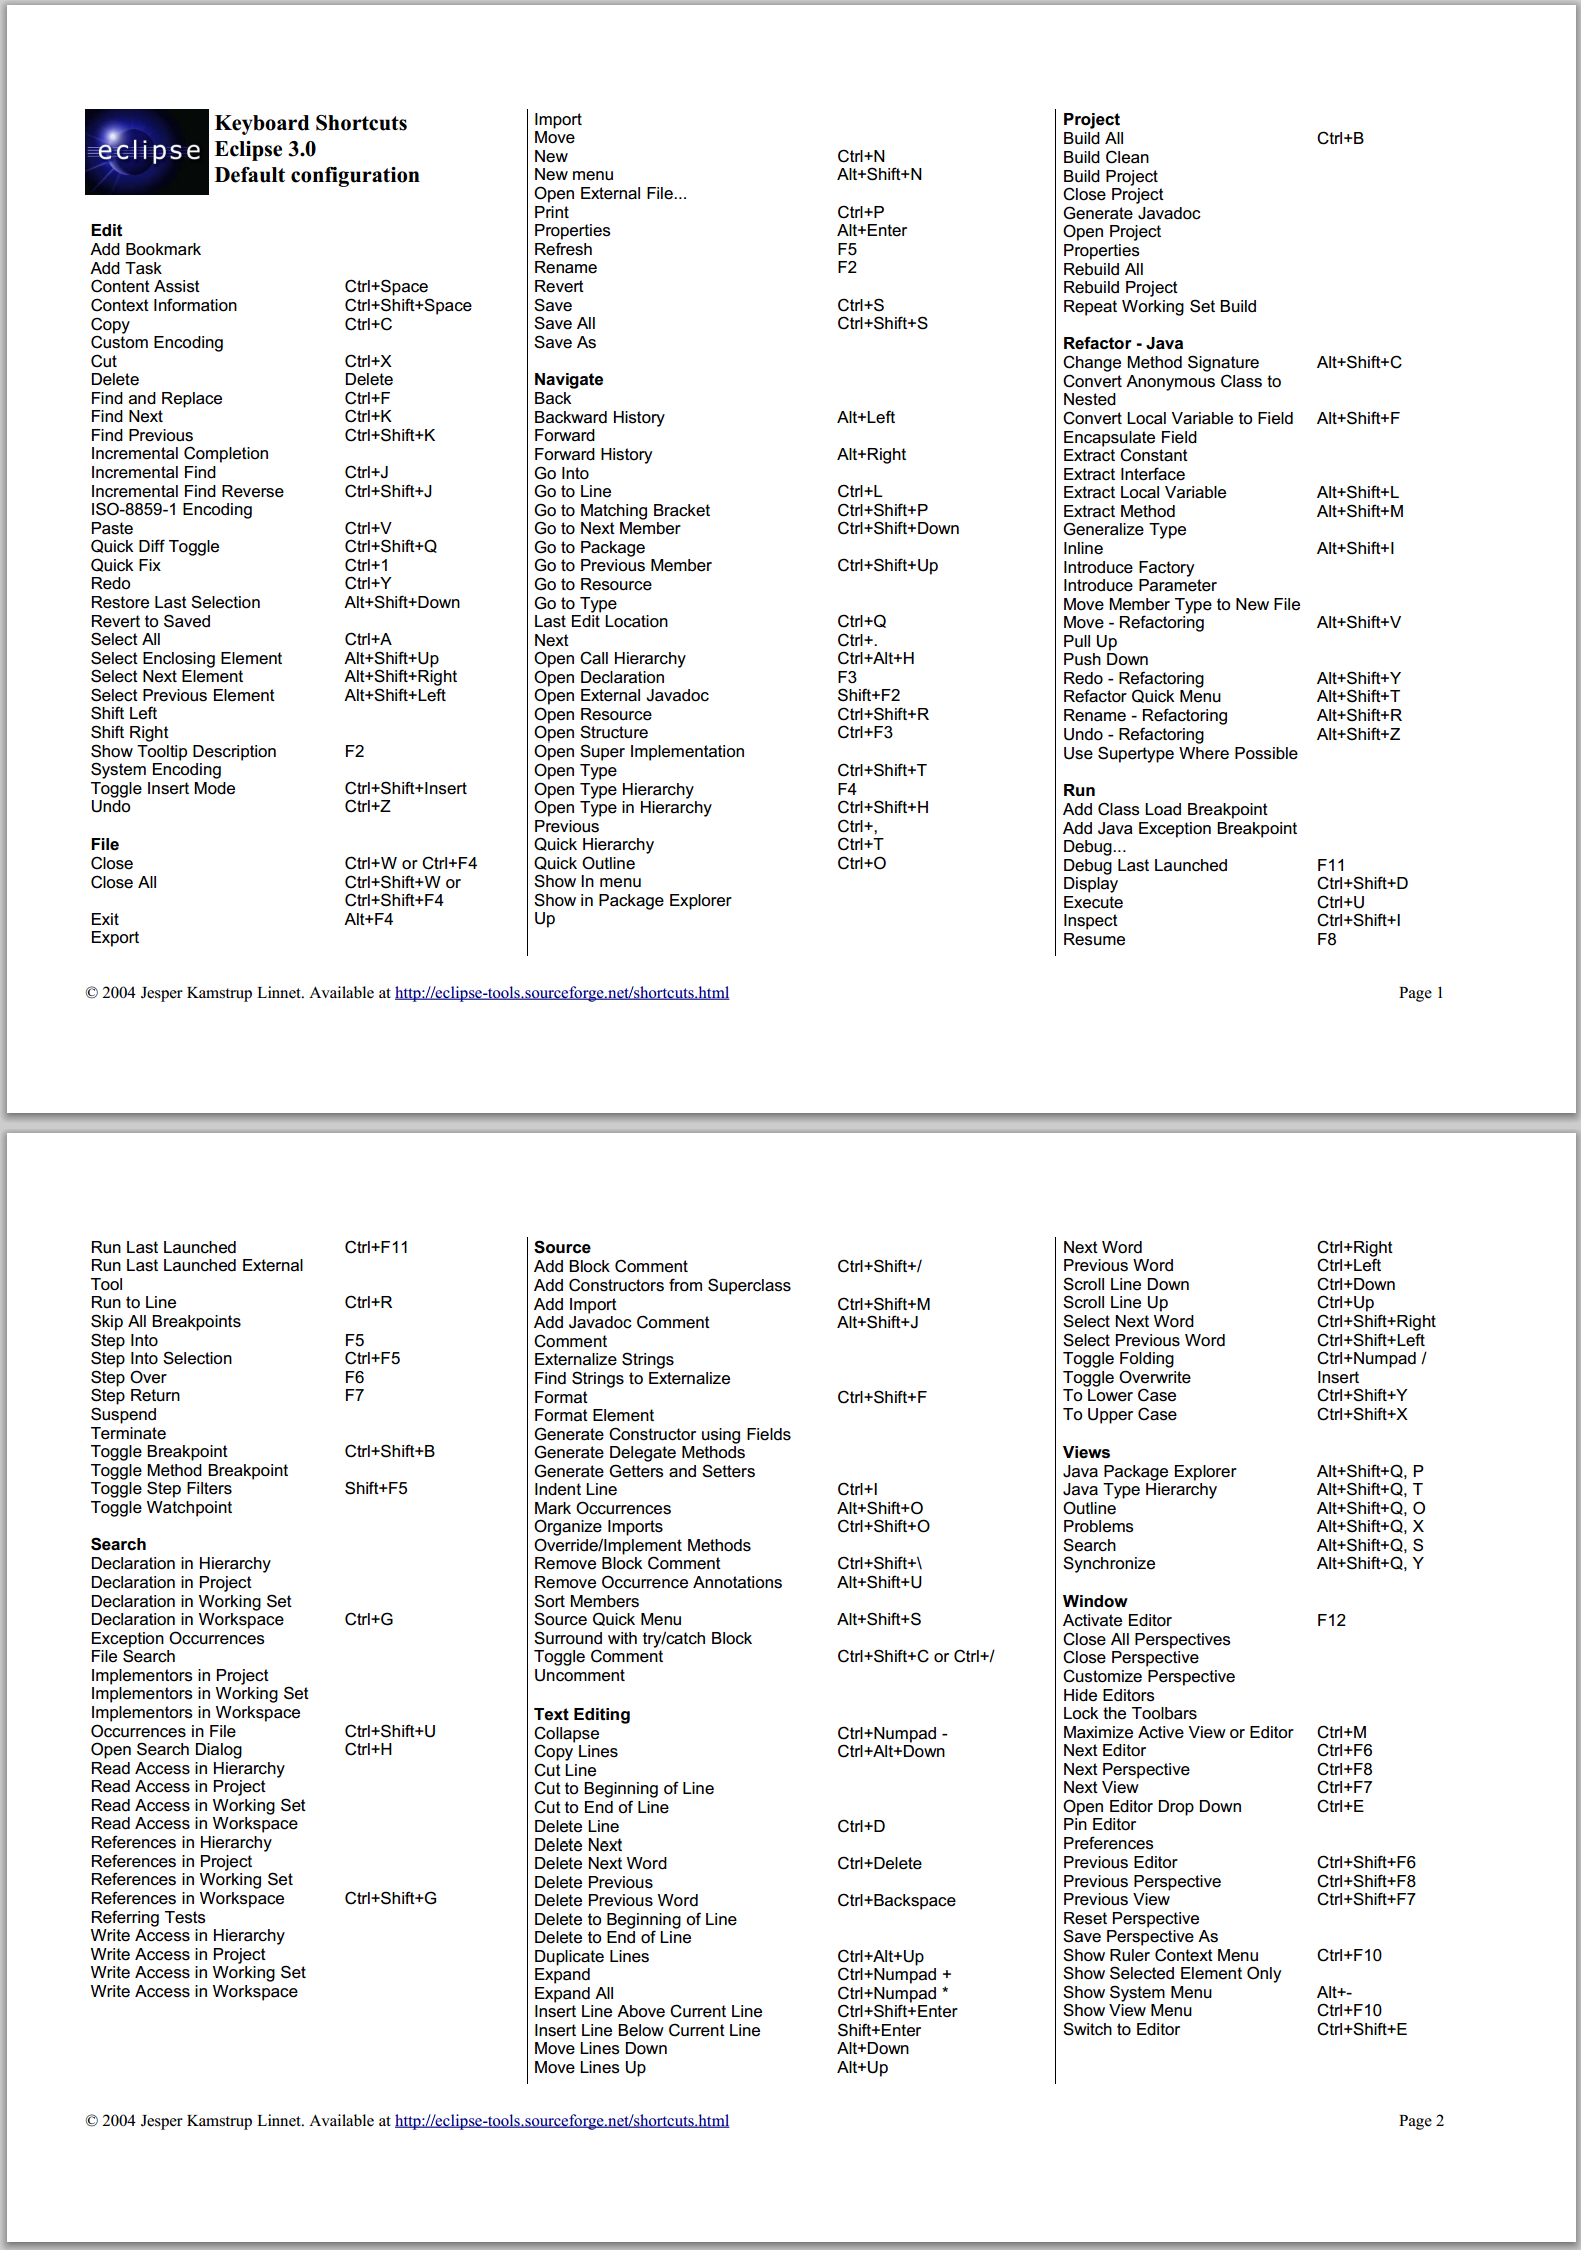 eclipse
Keyboard Shortcuts
Eclipse 3.0
Default configuration
Edit
Add Bookmark
Add Task
Content Assist Ctrl+Space
Context Information Ctrl+Shift+Space
Copy Ctrl+C
Custom Encoding
Cut Ctrl+X
Delete Delete
Find and Replace Ctrl+F
Find Next Ctrl+K
Find Previous Ctrl+Shift+K
Incremental Completion
Incremental Find Ctrl+J
Incremental Find Reverse Ctrl+Shift+J
ISO-8859-1 Encoding
Paste Ctrl+V
Quick Diff Toggle Ctrl+Shift+Q
Quick Fix Ctrl+1
Redo Ctrl+Y
Restore Last Selection Alt+Shift+Down
Revert to Saved
Select All Ctrl+A
Select Enclosing Element Alt+Shift+Up
Select Next Element Alt+Shift+Right
Select Previous Element Alt+Shift+Left
Shift Left
Shift Right
Show Tooltip Description F2
System Encoding
Toggle Insert Mode Ctrl+Shift+Insert
Undo Ctrl+Z
File
Close Ctrl+W or Ctrl+F4
Close All Ctrl+Shift+W or
Ctrl+Shift+F4
Exit Alt+F4
Export
Import
Move
New Ctrl+N
New menu Alt+Shift+N
Open External File...
Print Ctrl+P
Properties Alt+Enter
Refresh F5
Rename F2
Revert
Save Ctrl+S
Save All Ctrl+Shift+S
Save As
Navigate
Back
Backward History Alt+Left
Forward
Forward History Alt+Right
Go Into
Go to Line Ctrl+L
Go to Matching Bracket Ctrl+Shift+P
Go to Next Member Ctrl+Shift+Down
Go to Package
Go to Previous Member Ctrl+Shift+Up
Go to Resource
Go to Type
Last Edit Location Ctrl+Q
Next Ctrl+.
Open Call Hierarchy Ctrl+Alt+H
Open Declaration F3
Open External Javadoc Shift+F2
Open Resource Ctrl+Shift+R
Open Structure Ctrl+F3
Open Super Implementation
Open Type Ctrl+Shift+T
Open Type Hierarchy F4
Open Type in Hierarchy Ctrl+Shift+H
Previous Ctrl+,
Quick Hierarchy Ctrl+T
Quick Outline Ctrl+O
Show In menu
Show in Package Explorer
Up
Project
Build All Ctrl+B
Build Clean
Build Project
Close Project
Generate Javadoc
Open Project
Properties
Rebuild All
Rebuild Project
Repeat Working Set Build
Refactor - Java
Change Method Signature Alt+Shift+C
Convert Anonymous Class to
Nested
Convert Local Variable to Field Alt+Shift+F
Encapsulate Field
Extract Constant
Extract Interface
Extract Local Variable Alt+Shift+L
Extract Method Alt+Shift+M
Generalize Type
Inline Alt+Shift+I
Introduce Factory
Introduce Parameter
Move Member Type to New File
Move - Refactoring Alt+Shift+V
Pull Up
Push Down
Redo - Refactoring Alt+Shift+Y
Refactor Quick Menu Alt+Shift+T
Rename - Refactoring Alt+Shift+R
Undo - Refactoring Alt+Shift+Z
Use Supertype Where Possible
Run
Add Class Load Breakpoint
Add Java Exception Breakpoint
Debug...
Debug Last Launched F11
Display Ctrl+Shift+D
Execute Ctrl+U
Inspect Ctrl+Shift+I
Resume F8
© 2004 Jesper Kamstrup Linnet. Available at http://eclipse-tools.sourceforge.net/shortcuts.html Page 1
Run Last Launched Ctrl+F11
Run Last Launched External
Tool
Run to Line Ctrl+R
Skip All Breakpoints
Step Into F5
Step Into Selection Ctrl+F5
Step Over F6
Step Return F7
Suspend
Terminate
Toggle Breakpoint Ctrl+Shift+B
Toggle Method Breakpoint
Toggle Step Filters Shift+F5
Toggle Watchpoint
Search
Declaration in Hierarchy
Declaration in Project
Declaration in Working Set
Declaration in Workspace Ctrl+G
Exception Occurrences
File Search
Implementors in Project
Implementors in Working Set
Implementors in Workspace
Occurrences in File Ctrl+Shift+U
Open Search Dialog Ctrl+H
Read Access in Hierarchy
Read Access in Project
Read Access in Working Set
Read Access in Workspace
References in Hierarchy
References in Project
References in Working Set
References in Workspace Ctrl+Shift+G
Referring Tests
Write Access in Hierarchy
Write Access in Project
Write Access in Working Set
Write Access in Workspace
Source
Add Block Comment Ctrl+Shift+/
Add Constructors from Superclass
Add Import Ctrl+Shift+M
Add Javadoc Comment Alt+Shift+J
Comment
Externalize Strings
Find Strings to Externalize
Format Ctrl+Shift+F
Format Element
Generate Constructor using Fields
Generate Delegate Methods
Generate Getters and Setters
Indent Line Ctrl+I
Mark Occurrences Alt+Shift+O
Organize Imports Ctrl+Shift+O
Override/Implement Methods
Remove Block Comment Ctrl+Shift+\
Remove Occurrence Annotations Alt+Shift+U
Sort Members
Source Quick Menu Alt+Shift+S
Surround with try/catch Block
Toggle Comment Ctrl+Shift+C or Ctrl+/
Uncomment
Text Editing
Collapse Ctrl+Numpad -
Copy Lines Ctrl+Alt+Down
Cut Line
Cut to Beginning of Line
Cut to End of Line
Delete Line Ctrl+D
Delete Next
Delete Next Word Ctrl+Delete
Delete Previous
Delete Previous Word Ctrl+Backspace
Delete to Beginning of Line
Delete to End of Line
Duplicate Lines Ctrl+Alt+Up
Expand Ctrl+Numpad +
Expand All Ctrl+Numpad *
Insert Line Above Current Line Ctrl+Shift+Enter
Insert Line Below Current Line Shift+Enter
Move Lines Down Alt+Down
Move Lines Up Alt+Up
Next Word Ctrl+Right
Previous Word Ctrl+Left
Scroll Line Down Ctrl+Down
Scroll Line Up Ctrl+Up
Select Next Word Ctrl+Shift+Right
Select Previous Word Ctrl+Shift+Left
Toggle Folding Ctrl+Numpad /
Toggle Overwrite Insert
To Lower Case Ctrl+Shift+Y
To Upper Case Ctrl+Shift+X
Views
Java Package Explorer Alt+Shift+Q, P
Java Type Hierarchy Alt+Shift+Q, T
Outline Alt+Shift+Q, O
Problems Alt+Shift+Q, X
Search Alt+Shift+Q, S
Synchronize Alt+Shift+Q, Y
Window
Activate Editor F12
Close All Perspectives
Close Perspective
Customize Perspective
Hide Editors
Lock the Toolbars
Maximize Active View or Editor Ctrl+M
Next Editor Ctrl+F6
Next Perspective Ctrl+F8
Next View Ctrl+F7
Open Editor Drop Down Ctrl+E
Pin Editor
Preferences
Previous Editor Ctrl+Shift+F6
Previous Perspective Ctrl+Shift+F8
Previous View Ctrl+Shift+F7
Reset Perspective
Save Perspective As
Show Ruler Context Menu Ctrl+F10
Show Selected Element Only
Show System Menu Alt+-
Show View Menu Ctrl+F10
Switch to Editor Ctrl+Shift+E
© 2004 Jesper Kamstrup Linnet. Available at http://eclipse-tools.sourceforge.net/shortcuts.html Page 2